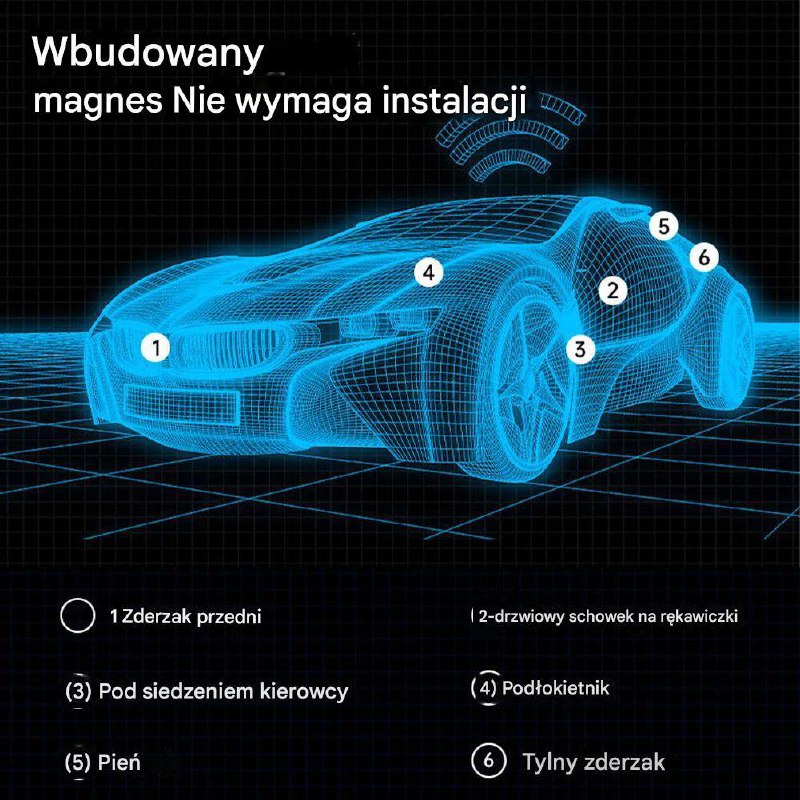 Wbudowany
magnes Nie wymaga instalacji
5
6
4
2
1
3
1 Zderzak przedni
2-drzwiowy schowek na rękawiczki
(3) Pod siedzeniem kierowcy
(4) Podłokietnik
(5) Pień
6 Tylny zderzak